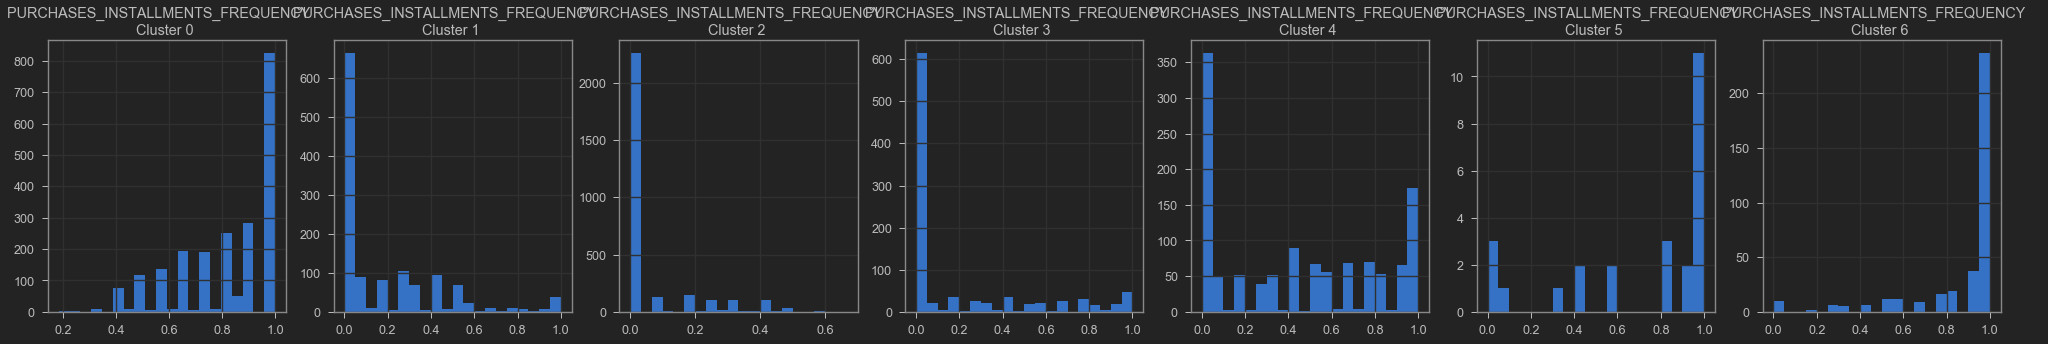 PURCHASES_INSTALLMENTS_FREQUENCY
Cluster 0
800
700
600
500
400
300
200
100
0
0.2 0.4 0.6 0.8 1.0
PURCHASES_INSTALLMENTS_FREQUENCY
Cluster 1
600
500
400
300
200
100
0
0.0 0.2 0.4 0.6 0.8 1.0
PURCHASES_INSTALLMENTS_FREQUENCY
Cluster 2
2000
1500
1000
500
0
0.0 0.2 0.4 0.6
PURCHASES_INSTALLMENTS_FREQUENCY
Cluster 3
600
500
400
300
200
100
0
0.0 0.2 0.4 0.6 0.8 1.0
PURCHASES_INSTALLMENTS_FREQUENCY
Cluster 4
350
300
250
200
150
100
50
0
0.0 0.2 0.4 0.6 0.8 1.0
PURCHASES_INSTALLMENTS_FREQUENCY
Cluster 5
10
8
6
4
2
0
0.0 0.2 0.4 0.6 0.8 1.0
PURCHASES_INSTALLMENTS_FREQUENCY
Cluster 6
200
150
100
50
0
0.0 0.2 0.4 0.6 0.8 1.0